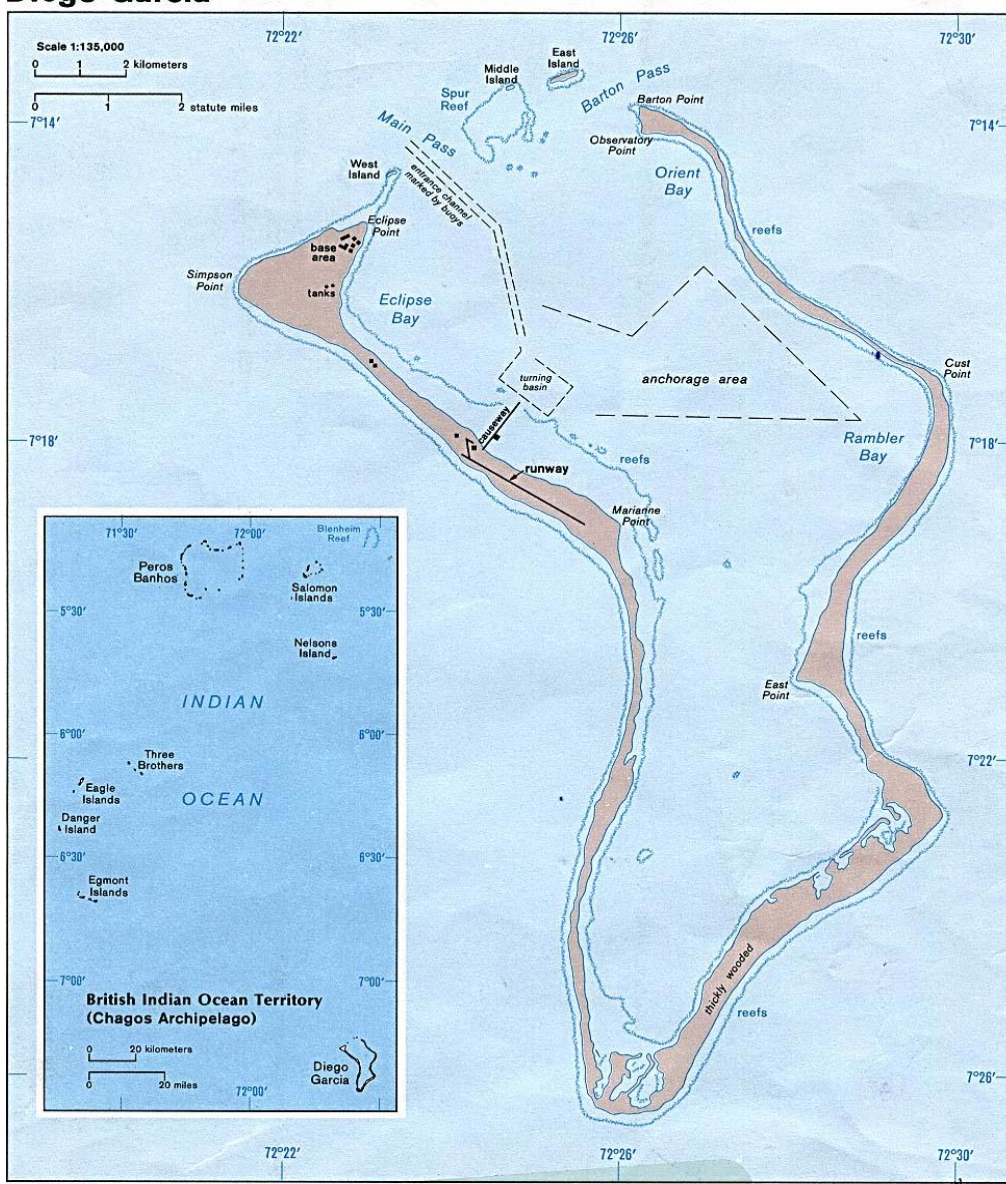 Diego Garcia
72°22′
72°26′
72°30′
Scale 1:135,000
0 1 2 kilometers
0 1 2 statute miles
East
Island
Middle
Island
Barton Pass
Spur
Reef
Barton Point
Main Pass
7°14′
7°14′
Observatory
Point
West
Island
entrance channel
marked by buoys
Orient
Bay
Eclipse
Point
reefs
base
area
Simpson
Point
tanks
Eclipse
Bay
Cust
Point
turning
basin
anchorage area
causeway
7°18′
7°18′
Rambler
Bay
reefs
runway
Marianne
Point
reefs
East
Point
7°22′
thickly wooded
reefs
7°26′
72°22′
72°26′
72°30′
71°30′
72°00′
Blenheim
Reef
Peros
Banhos
Salomon
Islands
5°30′
5°30′
Nelsons
Island
INDIAN
6°00′
6°00′
Three
Brothers
OCEAN
Eagle
Islands
Danger
Island
6°30′
6°30′
Egmont
Islands
7°00′
7°00′
British Indian Ocean Territory
(Chagos Archipelago)
0 20 kilometers
0 20 miles
Diego
Garcia
72°00′